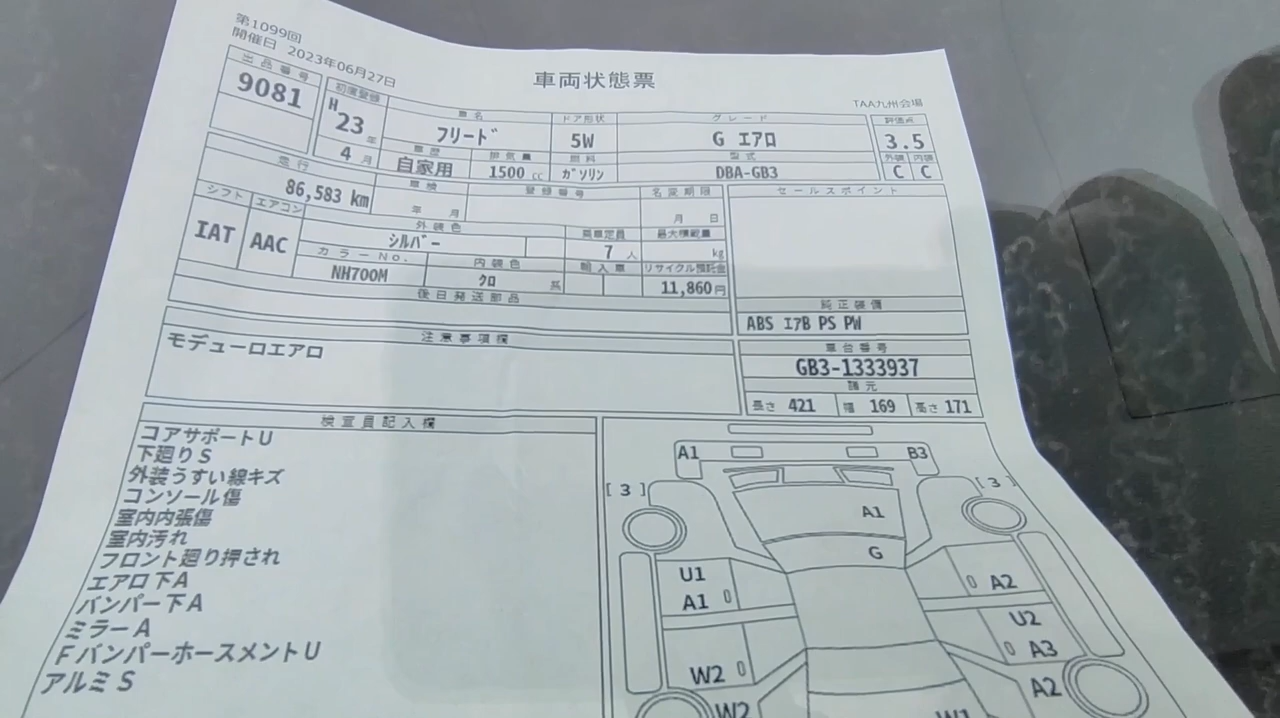 第1099回
開催日 2023年06月27日
車両状態票
TAA九州会場
出品番号
9081
初度登録
H 23 年 4 月
車名
フリード
ドア形状
5W
グレード
G エアロ
評価点
3.5
外装 内装
C C
車歴
自家用
排気量
1500 cc
燃料
ガソリン
型式
DBA-GB3
走行
86,583 km
車検
年 月
登録番号
名変期限
月 日
セールスポイント
シフト
IAT
エアコン
AAC
外装色
シルバー
乗車定員
7 人
最大積載量
kg
カラーNo.
NH700M
内装色
クロ 系
輸入車
リサイクル預託金
11,860円
後日発送部品
純正装備
ABS エアB PS PW
注意事項欄
モデューロエアロ
車台番号
GB3-1333937
諸元
長さ 421 幅 169 高さ 171
検査員記入欄
コアサポートU
下廻りS
外装うすい線キズ
コンソール傷
室内内張傷
室内汚れ
フロント廻り押され
エアロ下A
バンパー下A
ミラーA
FバンパーホースメントU
アルミS
A1 B3
[ 3 ] [ 3 ]
A1
G
U1
A1
A2
U2
A3
W2
A2
W2
W1